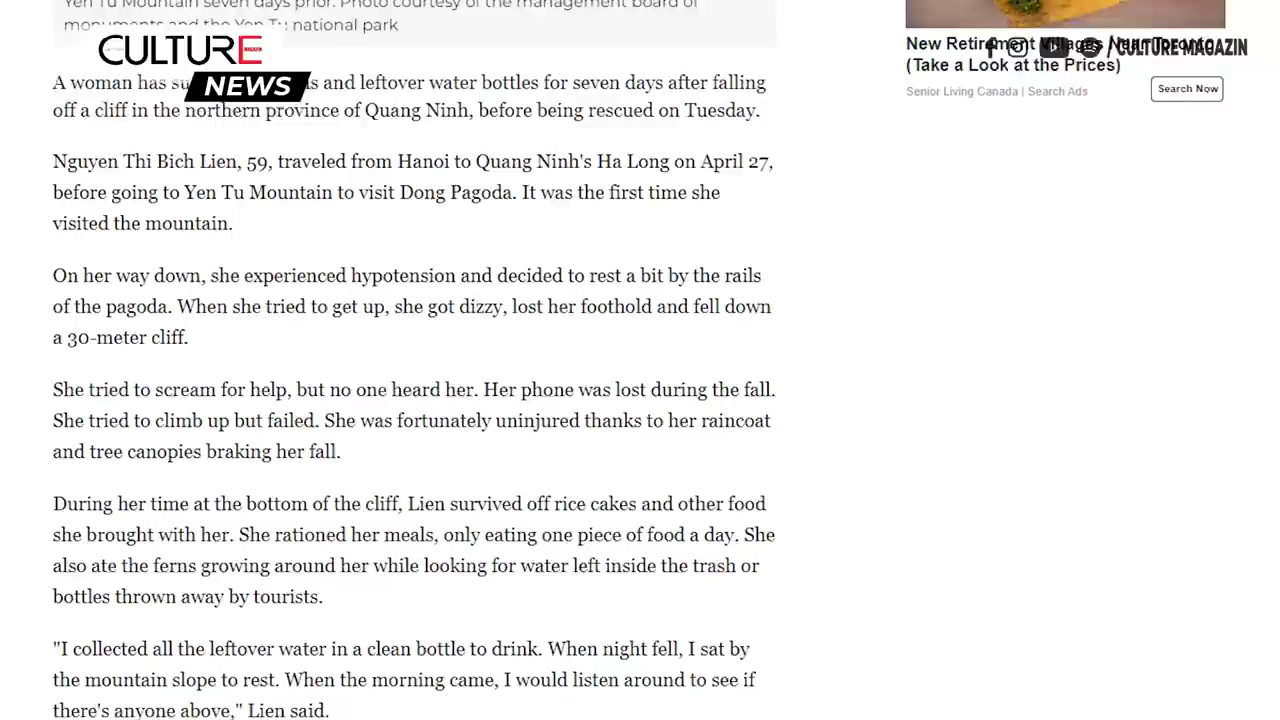 Yen Tu Mountain seven days prior. Photo courtesy of the management board of
monuments and the Yen Tu national park
CULTURE
NEWS
A woman has and leftover water bottles for seven days after falling
off a cliff in the northern province of Quang Ninh, before being rescued on Tuesday.
Nguyen Thi Bich Lien, 59, traveled from Hanoi to Quang Ninh's Ha Long on April 27,
before going to Yen Tu Mountain to visit Dong Pagoda. It was the first time she
visited the mountain.
On her way down, she experienced hypotension and decided to rest a bit by the rails
of the pagoda. When she tried to get up, she got dizzy, lost her foothold and fell down
a 30-meter cliff.
She tried to scream for help, but no one heard her. Her phone was lost during the fall.
She tried to climb up but failed. She was fortunately uninjured thanks to her raincoat
and tree canopies braking her fall.
During her time at the bottom of the cliff, Lien survived off rice cakes and other food
she brought with her. She rationed her meals, only eating one piece of food a day. She
also ate the ferns growing around her while looking for water left inside the trash or
bottles thrown away by tourists.
"I collected all the leftover water in a clean bottle to drink. When night fell, I sat by
the mountain slope to rest. When the morning came, I would listen around to see if
there's anyone above," Lien said.
New Retirement Villages Near Toronto
(Take a Look at the Prices)
/CULTURE MAGAZIN
Senior Living Canada | Search Ads
Search Now